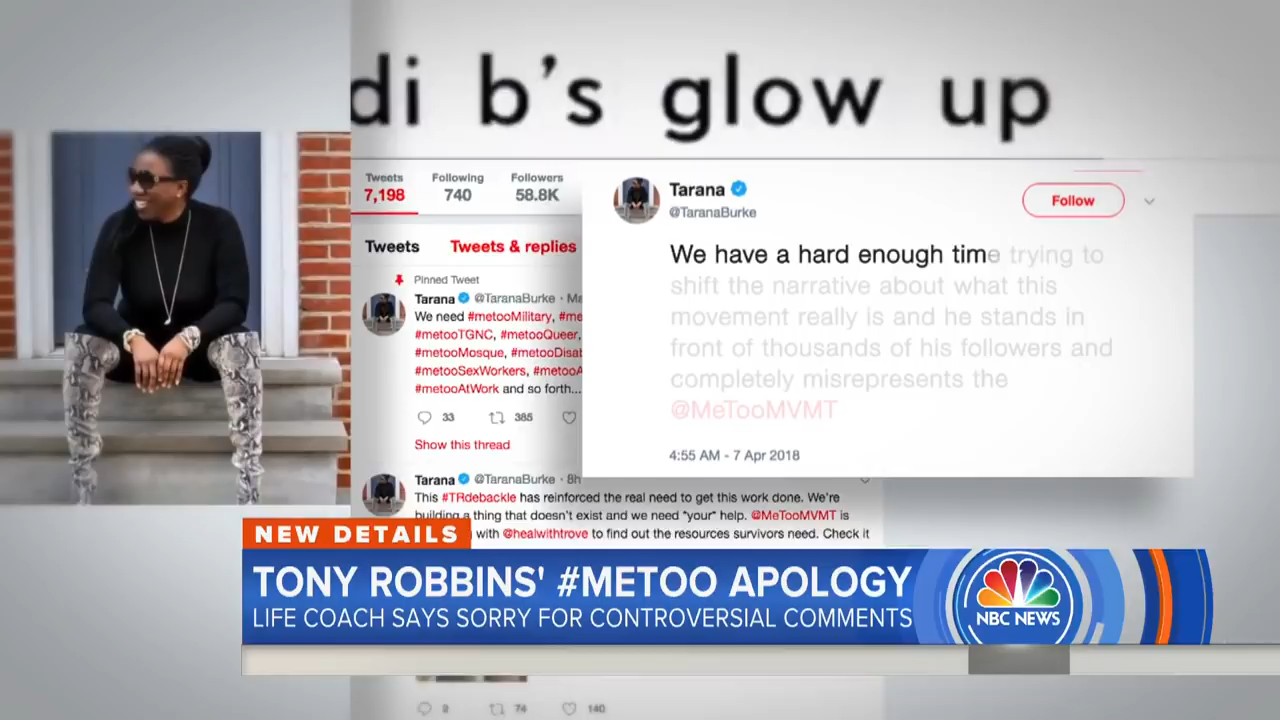 di b's glow up
Tweets Following Followers
7,198 740 58.8K
Tweets Tweets & replies
Pinned Tweet
Tarana @TaranaBurke · Ma
We need #metooMilitary, #me
#metooTGNC, #metooQueer,
#metooMosque, #metooDisab
#metooSexWorkers, #metooA
#metooAtWork and so forth...
33 385
Show this thread
Tarana @TaranaBurke · 8h
This #TRdebackle has reinforced the real need to get this work done. We're
building a thing that doesn't exist and we need *your* help. @MeTooMVMT is
with @healwithtrove to find out the resources survivors need. Check it
Tarana
@TaranaBurke
Follow
We have a hard enough time trying to
shift the narrative about what this
movement really is and he stands in
front of thousands of his followers and
completely misrepresents the
@MeTooMVMT
4:55 AM - 7 Apr 2018
NEW DETAILS
TONY ROBBINS' #METOO APOLOGY
LIFE COACH SAYS SORRY FOR CONTROVERSIAL COMMENTS
NBC NEWS
2 74 140